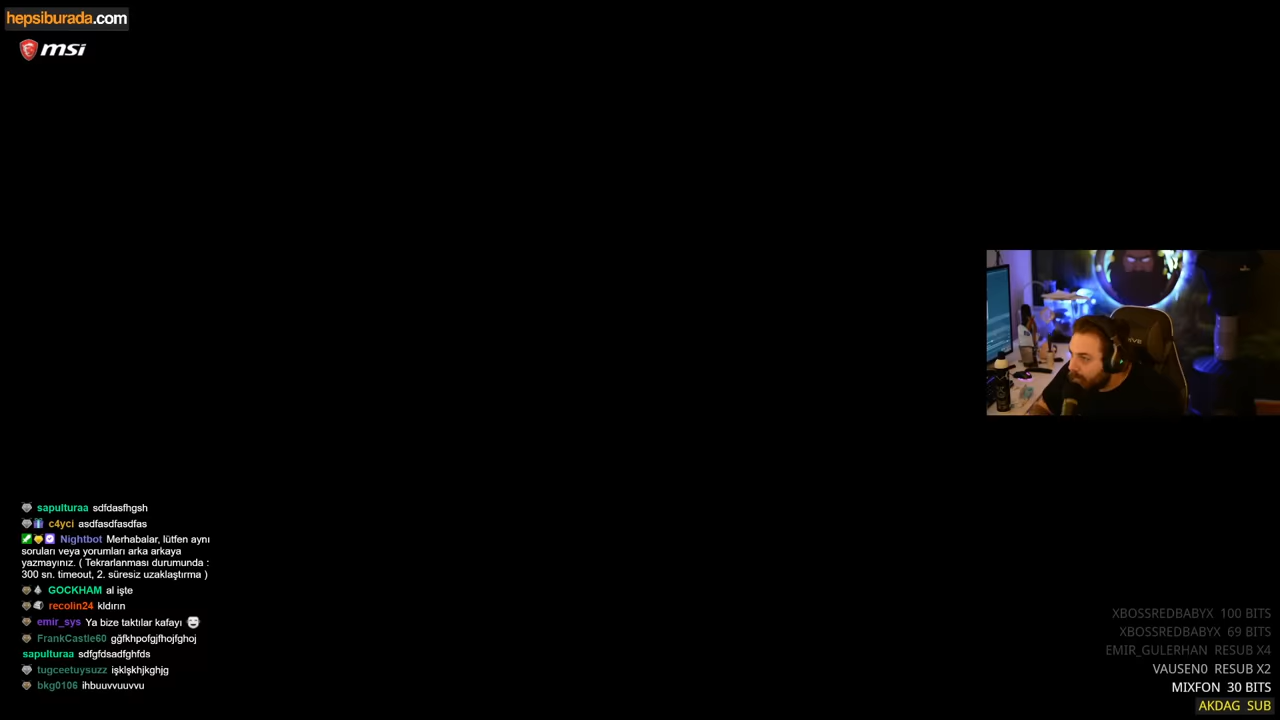 hepsiburada.com
msi
sapulturaa sdfdasfhgsh
c4yci asdfasdfasdfas
Nightbot Merhabalar, lütfen aynı
soruları veya yorumları arka arkaya
yazmayınız. ( Tekrarlanması durumunda :
300 sn. timeout, 2. süresiz uzaklaştırma )
GOCKHAM al işte
recolin24 kldırın
emir_sys Ya bize taktılar kafayı
FrankCastle60 gğfkhpofgjfhojfghoj
sapulturaa sdfgfdsadfghfds
tugceetuysuzz işklşkhjkghjg
bkg0106 ihbuuvvuuvvu
XBOSSREDBABYX 100 BITS
XBOSSREDBABYX 69 BITS
EMIR_GULERHAN RESUB X4
VAUSEN0 RESUB X2
MIXFON 30 BITS
AKDAG SUB